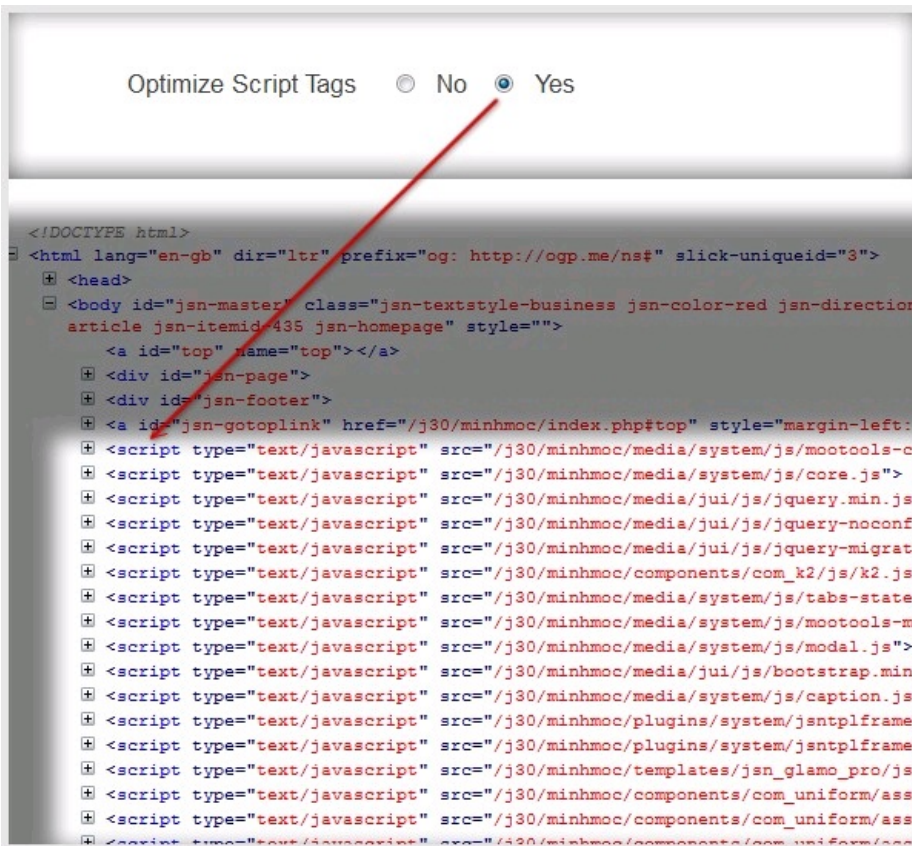 Optimize Script Tags No Yes
<!DOCTYPE html>
<html lang="en-gb" dir="ltr" prefix="og: http://ogp.me/ns#" slick-uniqueid="3">
<head>
<body id="jsn-master" class="jsn-textstyle-business jsn-color-red jsn-direction
article jsn-itemid-435 jsn-homepage" style="">
<a id="top" name="top"></a>
<div id="jsn-page">
<div id="jsn-footer">
<a id="jsn-gotoplink" href="/j30/minhmoc/index.php#top" style="margin-left:
<script type="text/javascript" src="/j30/minhmoc/media/system/js/mootools-c
<script type="text/javascript" src="/j30/minhmoc/media/system/js/core.js">
<script type="text/javascript" src="/j30/minhmoc/media/jui/js/jquery.min.js
<script type="text/javascript" src="/j30/minhmoc/media/jui/js/jquery-noconf
<script type="text/javascript" src="/j30/minhmoc/media/jui/js/jquery-migrat
<script type="text/javascript" src="/j30/minhmoc/components/com_k2/js/k2.js
<script type="text/javascript" src="/j30/minhmoc/media/system/js/tabs-state
<script type="text/javascript" src="/j30/minhmoc/media/system/js/mootools-m
<script type="text/javascript" src="/j30/minhmoc/media/system/js/modal.js">
<script type="text/javascript" src="/j30/minhmoc/media/jui/js/bootstrap.min
<script type="text/javascript" src="/j30/minhmoc/media/system/js/caption.js
<script type="text/javascript" src="/j30/minhmoc/plugins/system/jsntplframe
<script type="text/javascript" src="/j30/minhmoc/plugins/system/jsntplframe
<script type="text/javascript" src="/j30/minhmoc/templates/jsn_glamo_pro/js
<script type="text/javascript" src="/j30/minhmoc/components/com_uniform/ass
<script type="text/javascript" src="/j30/minhmoc/components/com_uniform/ass
<script type="text/javascript" src="/j30/minhmoc/components/com_uniform/ass